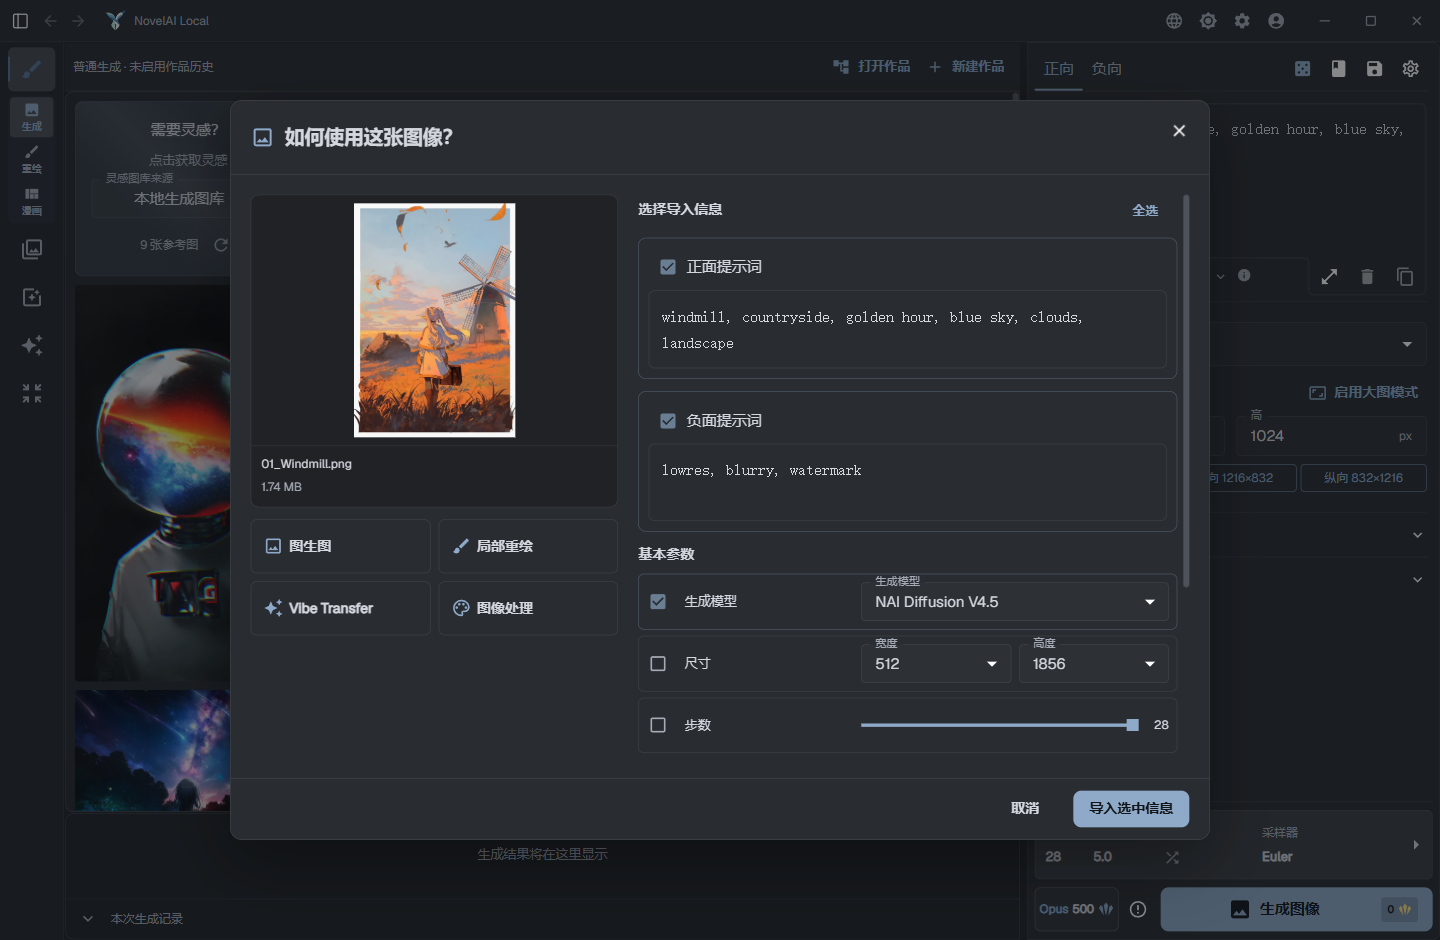 NovelAI Local
普通生成 · 未启用作品历史
打开作品
新建作品
正向
负向
生成
重绘
漫画
需要灵感?
点击获取灵感
灵感图库来源
本地生成图库
9 张参考图
如何使用这张图像?
01_Windmill.png
1.74 MB
图生图
局部重绘
Vibe Transfer
图像处理
选择导入信息
全选
正面提示词
windmill, countryside, golden hour, blue sky, clouds,
landscape
负面提示词
lowres, blurry, watermark
基本参数
生成模型
生成模型
NAI Diffusion V4.5
尺寸
宽度
512
高度
1856
步数
28
取消
导入选中信息
golden hour, blue sky,
启用大图模式
高
1024
px
向 1216×832
纵向 832×1216
采样器
28
5.0
Euler
生成结果将在这里显示
本次生成记录
Opus 500
生成图像
0